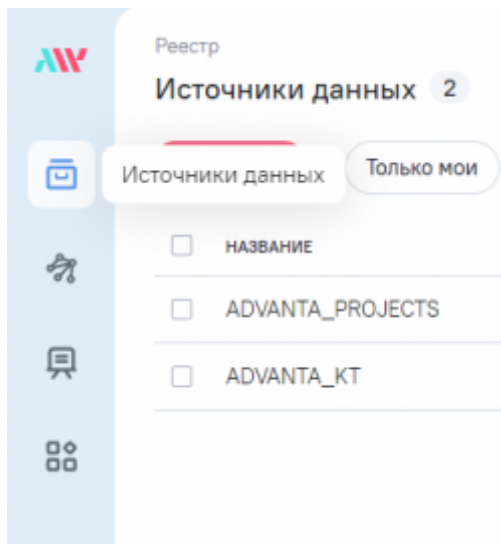 Реестр
Источники данных 2
Источники данных
Только мои
НАЗВАНИЕ
ADVANTA_PROJECTS
ADVANTA_KT